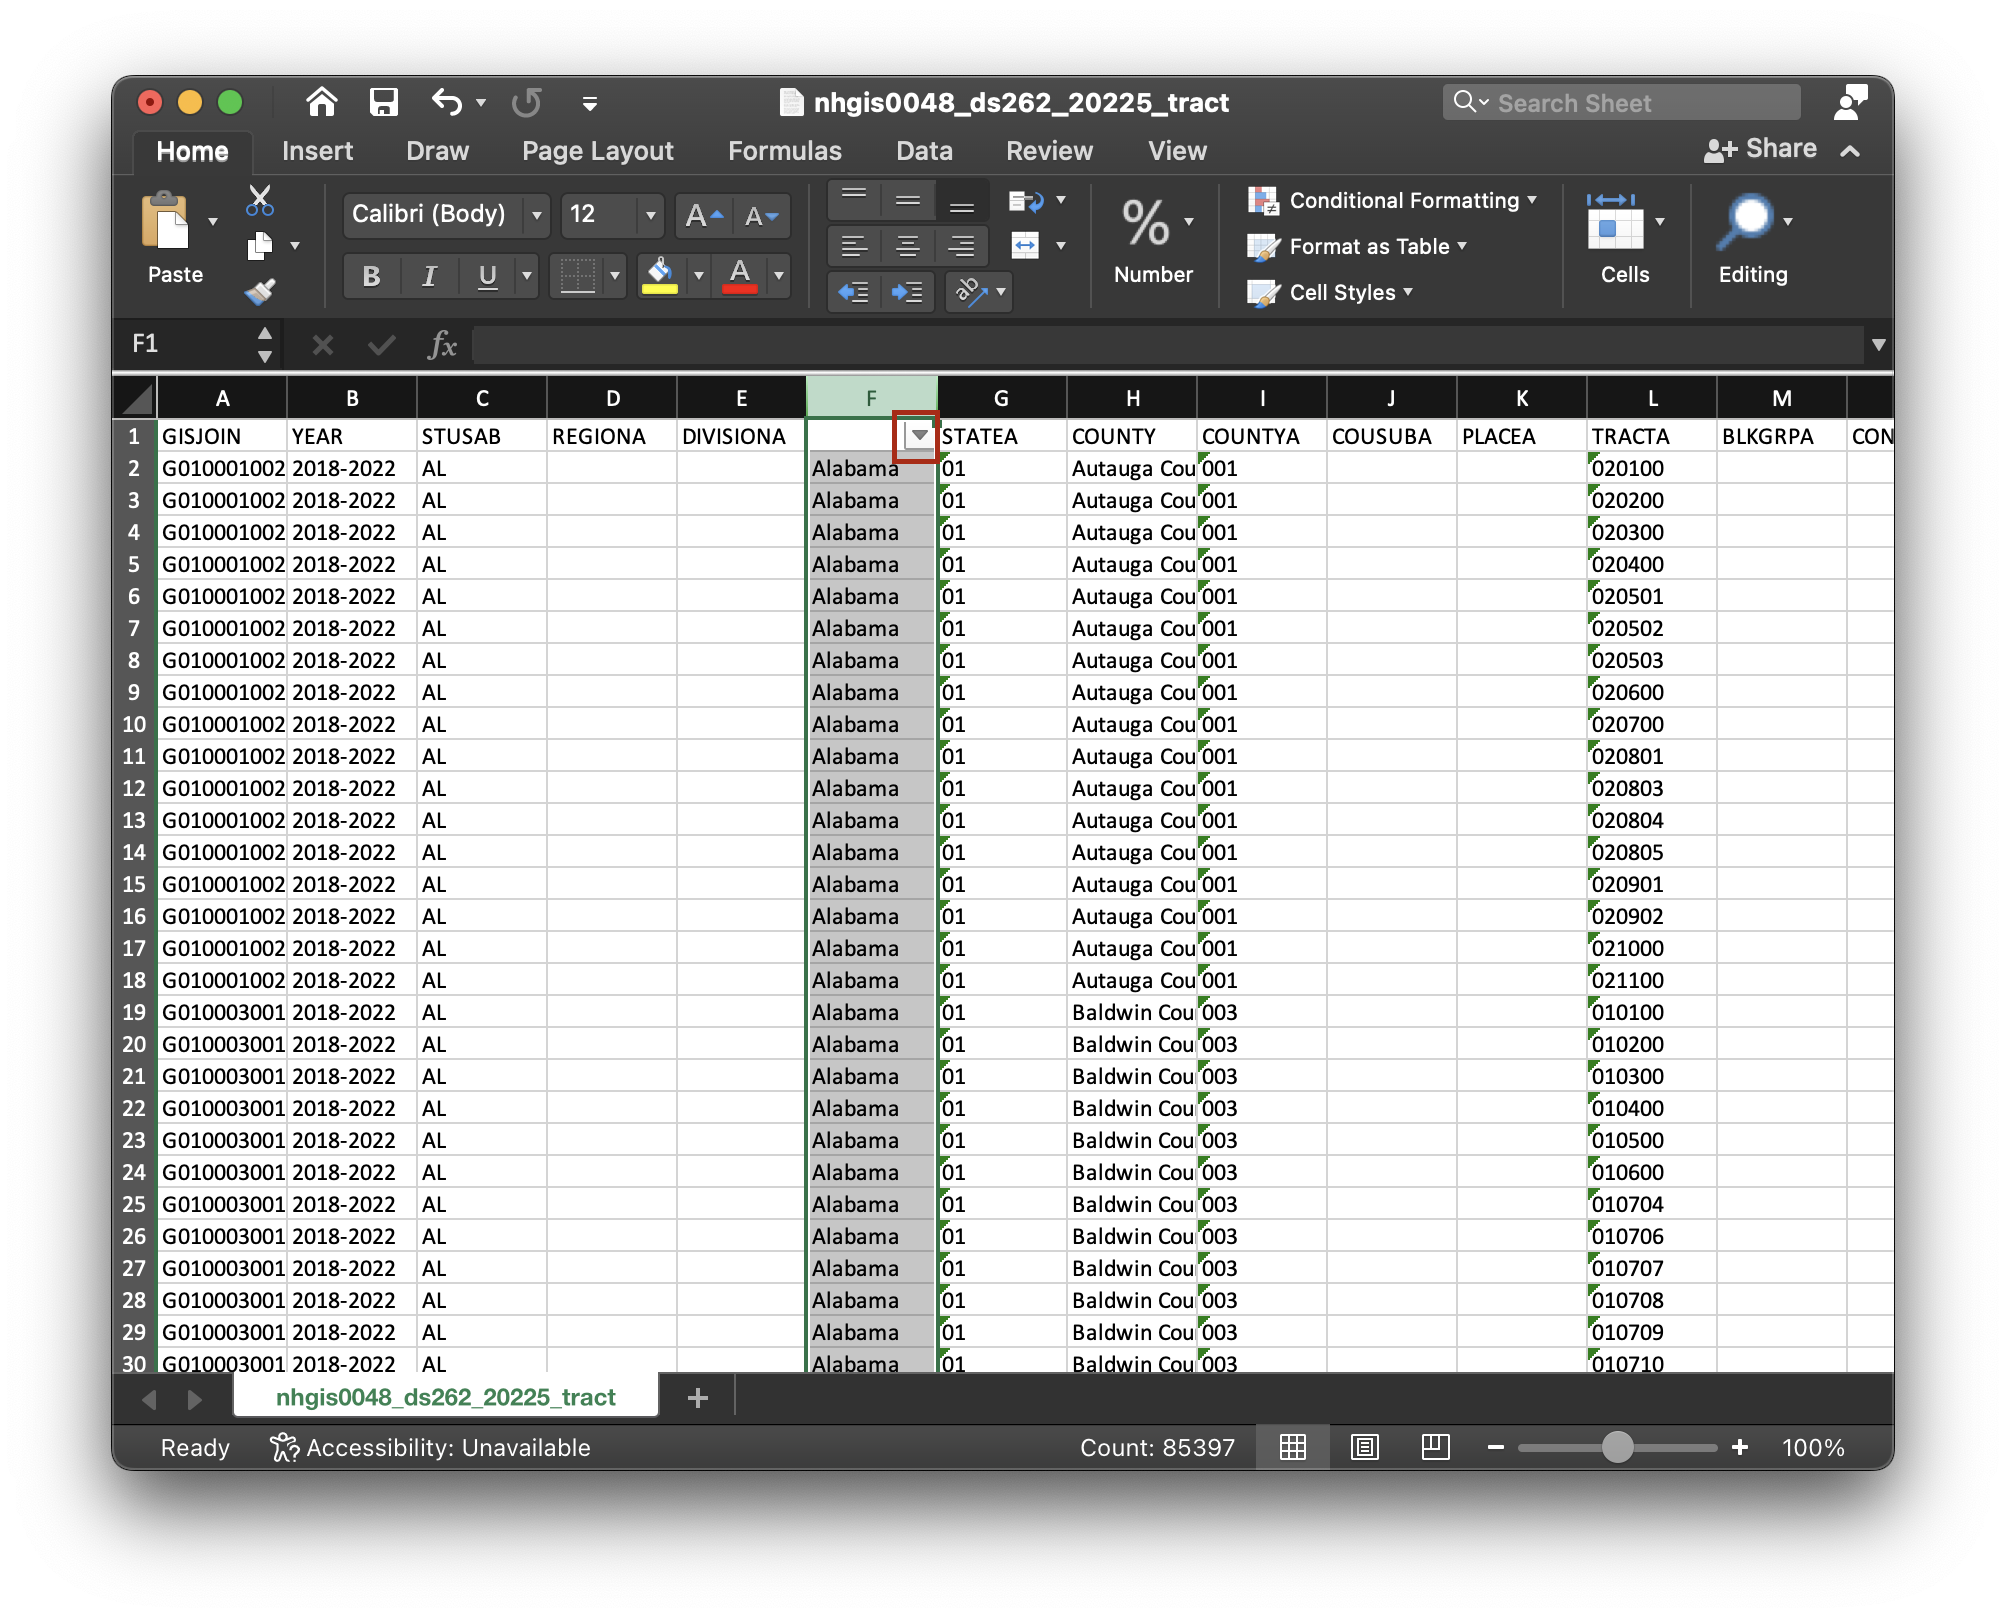 nhgis0048_ds262_20225_tract
Search Sheet
Home Insert Draw Page Layout Formulas Data Review View Share
Paste
Calibri (Body) 12 A A
B I U A
ab
% Number
Conditional Formatting
Format as Table
Cell Styles
Cells
Editing
F1 fx
A B C D E F G H I J K L M
1 GISJOIN YEAR STUSAB REGIONA DIVISIONA STATEA COUNTY COUNTYA COUSUBA PLACEA TRACTA BLKGRPA CON
2 G010001002 2018-2022 AL Alabama 01 Autauga Cou 001 020100
3 G010001002 2018-2022 AL Alabama 01 Autauga Cou 001 020200
4 G010001002 2018-2022 AL Alabama 01 Autauga Cou 001 020300
5 G010001002 2018-2022 AL Alabama 01 Autauga Cou 001 020400
6 G010001002 2018-2022 AL Alabama 01 Autauga Cou 001 020501
7 G010001002 2018-2022 AL Alabama 01 Autauga Cou 001 020502
8 G010001002 2018-2022 AL Alabama 01 Autauga Cou 001 020503
9 G010001002 2018-2022 AL Alabama 01 Autauga Cou 001 020600
10 G010001002 2018-2022 AL Alabama 01 Autauga Cou 001 020700
11 G010001002 2018-2022 AL Alabama 01 Autauga Cou 001 020801
12 G010001002 2018-2022 AL Alabama 01 Autauga Cou 001 020803
13 G010001002 2018-2022 AL Alabama 01 Autauga Cou 001 020804
14 G010001002 2018-2022 AL Alabama 01 Autauga Cou 001 020805
15 G010001002 2018-2022 AL Alabama 01 Autauga Cou 001 020901
16 G010001002 2018-2022 AL Alabama 01 Autauga Cou 001 020902
17 G010001002 2018-2022 AL Alabama 01 Autauga Cou 001 021000
18 G010001002 2018-2022 AL Alabama 01 Autauga Cou 001 021100
19 G010003001 2018-2022 AL Alabama 01 Baldwin Cou 003 010100
20 G010003001 2018-2022 AL Alabama 01 Baldwin Cou 003 010200
21 G010003001 2018-2022 AL Alabama 01 Baldwin Cou 003 010300
22 G010003001 2018-2022 AL Alabama 01 Baldwin Cou 003 010400
23 G010003001 2018-2022 AL Alabama 01 Baldwin Cou 003 010500
24 G010003001 2018-2022 AL Alabama 01 Baldwin Cou 003 010600
25 G010003001 2018-2022 AL Alabama 01 Baldwin Cou 003 010704
26 G010003001 2018-2022 AL Alabama 01 Baldwin Cou 003 010706
27 G010003001 2018-2022 AL Alabama 01 Baldwin Cou 003 010707
28 G010003001 2018-2022 AL Alabama 01 Baldwin Cou 003 010708
29 G010003001 2018-2022 AL Alabama 01 Baldwin Cou 003 010709
30 G010003001 2018-2022 AL Alabama 01 Baldwin Cou 003 010710
nhgis0048_ds262_20225_tract +
Ready Accessibility: Unavailable Count: 85397 100%